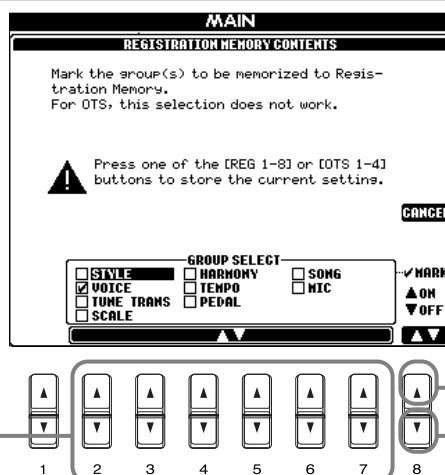 MAIN
REGISTRATION MEMORY CONTENTS
Mark the group(s) to be memorized to Regis-
tration Memory.
For OTS, this selection does not work.
Press one of the [REG 1-8] or [OTS 1-4]
buttons to store the current setting.
CANCEL
GROUP SELECT
STYLE HARMONY SONG
VOICE TEMPO MIC
TUNE TRANS PEDAL
SCALE
MARK
▲ON
▼OFF
1 2 3 4 5 6 7 8